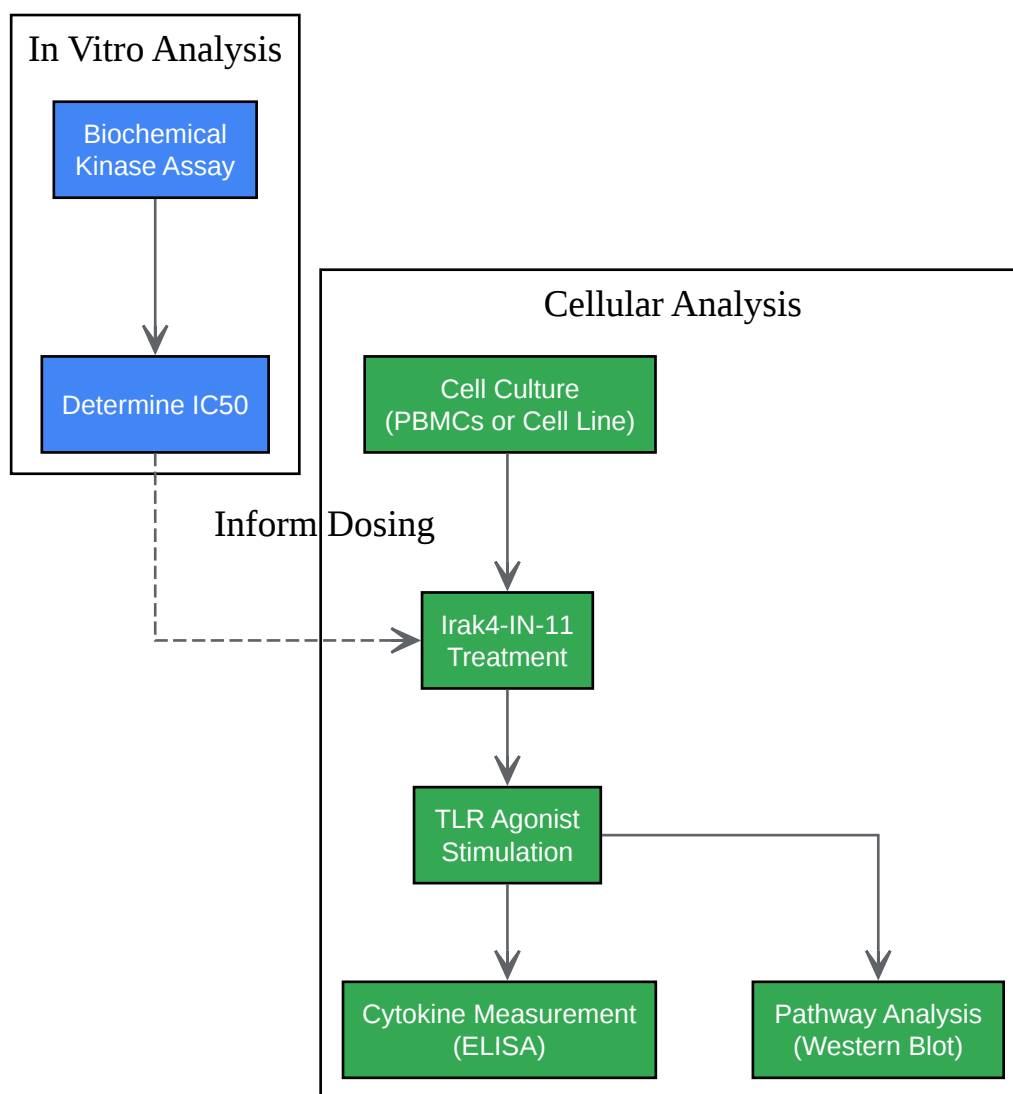 In Vitro Analysis
Biochemical
Kinase Assay
Determine IC50
Inform Dosing
Cellular Analysis
Cell Culture
(PBMCs or Cell Line)
Irak4-IN-11
Treatment
TLR Agonist
Stimulation
Cytokine Measurement
(ELISA)
Pathway Analysis
(Western Blot)